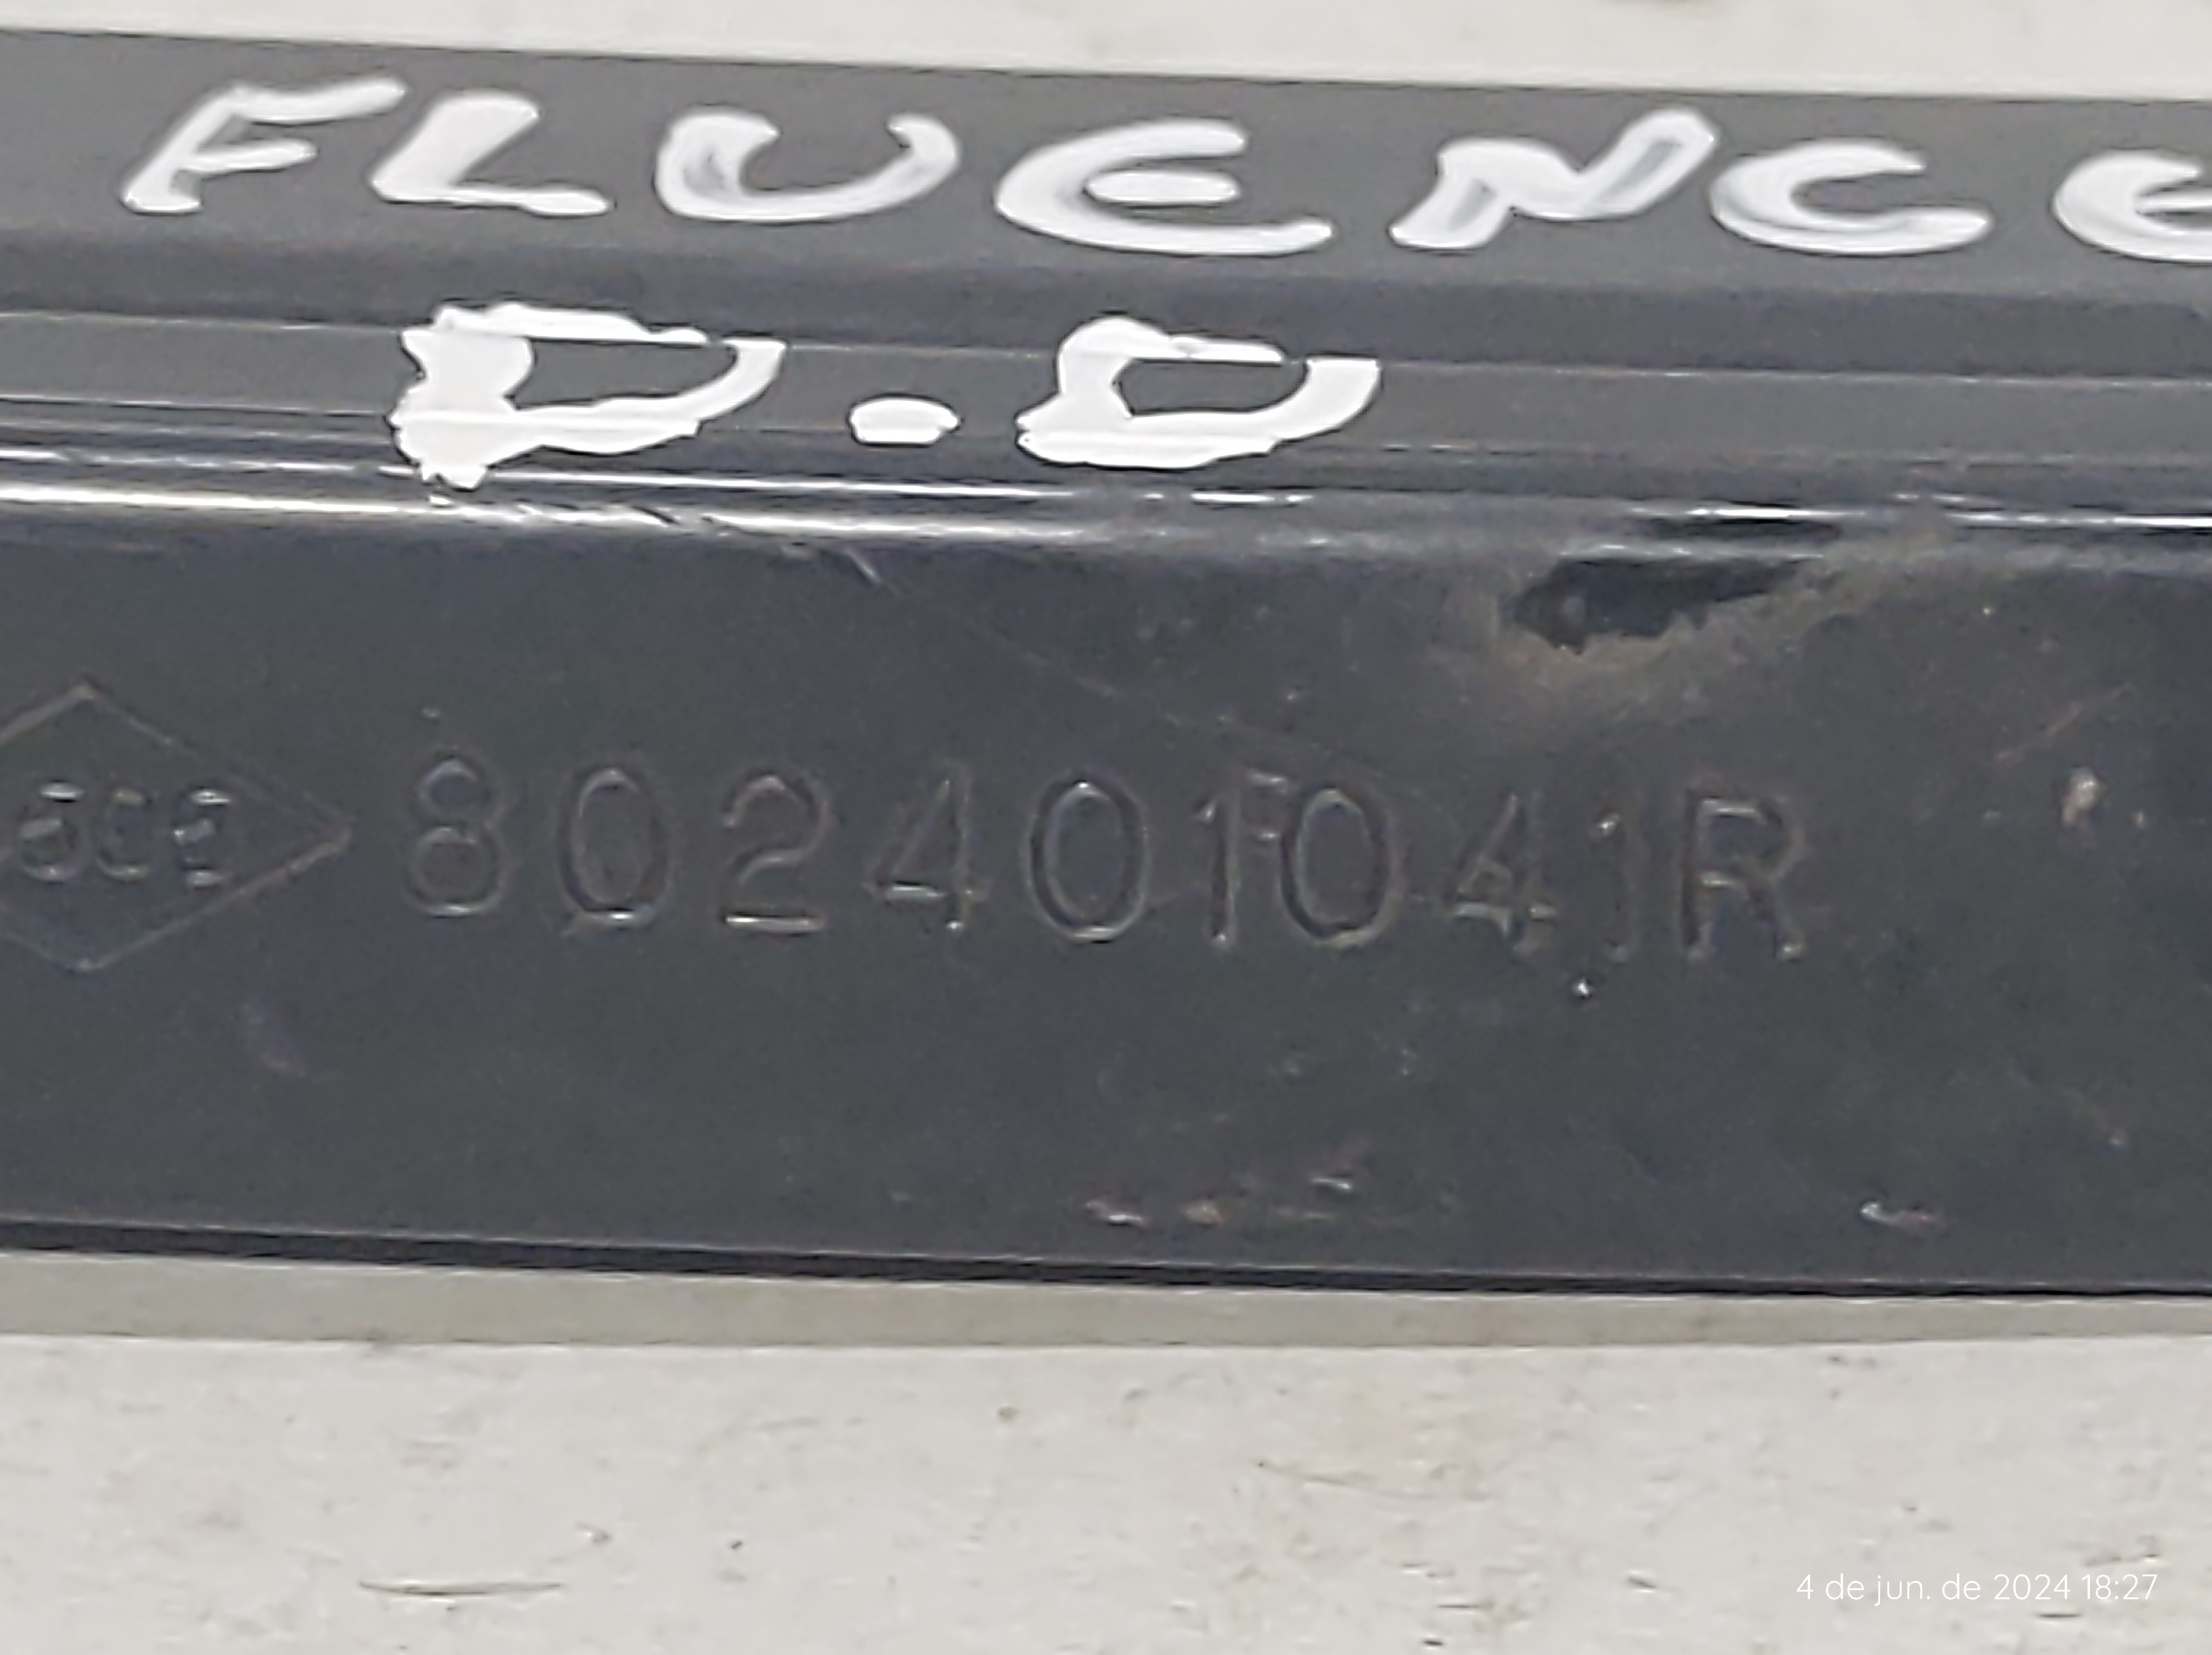 FLUENCE
D.D
802401041R
4 de jun. de 2024 18:27